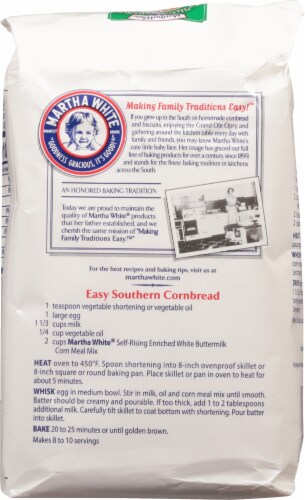 MARTHA WHITE
"GOODNESS GRACIOUS, IT'S GOOD!"
Making Family Traditions Easy!™
If you grew up in the South on homemade cornbread
and biscuits, enjoying the Grand Ole Opry, and
gathering around the kitchen table every day with
family and friends, you may know Martha White's
cute little baby face. Her image has graced our full
line of baking products for over a century, since 1899,
and stands for the finest baking tradition in kitchens
across the South.
AN HONORED BAKING TRADITION
Today we are proud to maintain the
quality of Martha White® products
that her father established, and we
cherish the same mission of "Making
Family Traditions Easy.™"
For the best recipes and baking tips, visit us at
marthawhite.com
Easy Southern Cornbread
1 teaspoon vegetable shortening or vegetable oil
1 large egg
1 1/3 cups milk
1/4 cup vegetable oil
2 cups Martha White® Self-Rising Enriched White Buttermilk
Corn Meal Mix
HEAT oven to 450°F. Spoon shortening into 8-inch ovenproof skillet or
8-inch square or round baking pan. Place skillet or pan in oven to heat for
about 5 minutes.
WHISK egg in medium bowl. Stir in milk, oil and corn meal mix until smooth.
Batter should be creamy and pourable. If too thick, add 1 to 2 tablespoons
additional milk. Carefully tilt skillet to coat bottom with shortening. Pour batter
into skillet.
BAKE 20 to 25 minutes or until golden brown.
Makes 8 to 10 servings